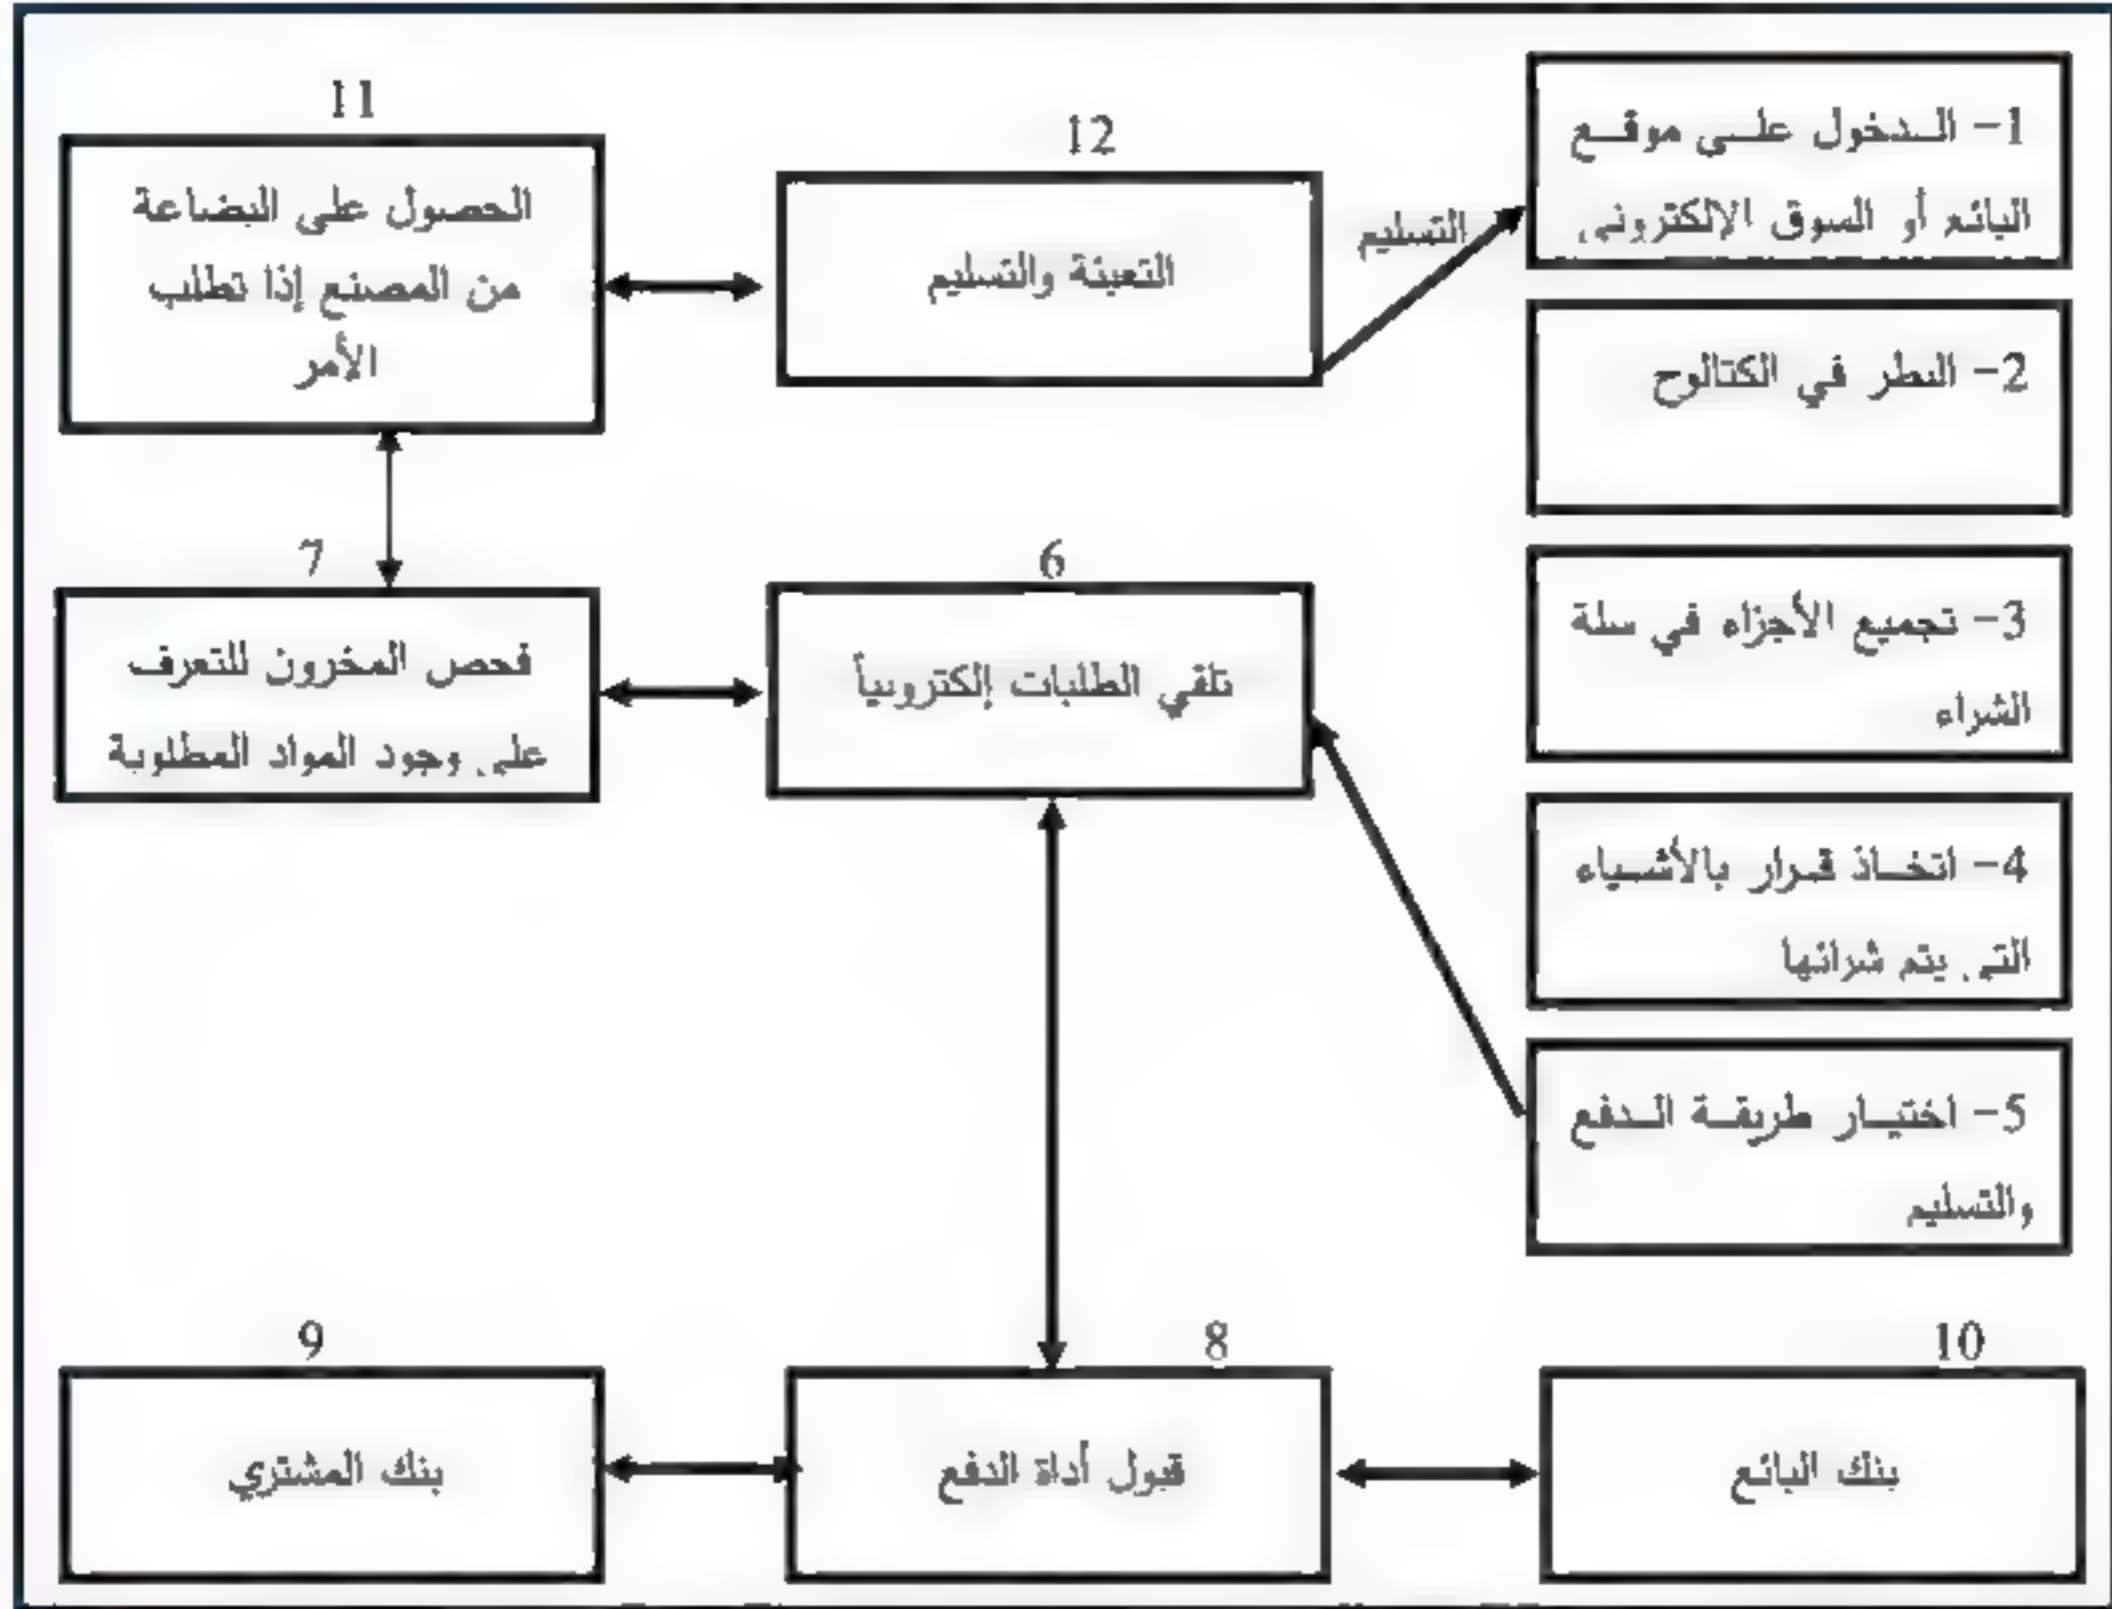 1- الدخول على موقع
البائع أو السوق الإلكتروني
2- النظر في الكتالوج
3- تجميع الأجزاء في سلة
الشراء
4- اتخاذ قرار بالأشياء
التي يتم شرائها
5- اختيار طريقة الدفع
والتسليم
التسليم
12
التعبئة والتسليم
11
الحصول على البضاعة
من المصنع إذا تطلب
الأمر
6
تلقي الطلبات إلكترونياً
7
فحص المخزون للتعرف
على وجود المواد المطلوبة
10
بنك البائع
8
قبول أداة الدفع
9
بنك المشتري